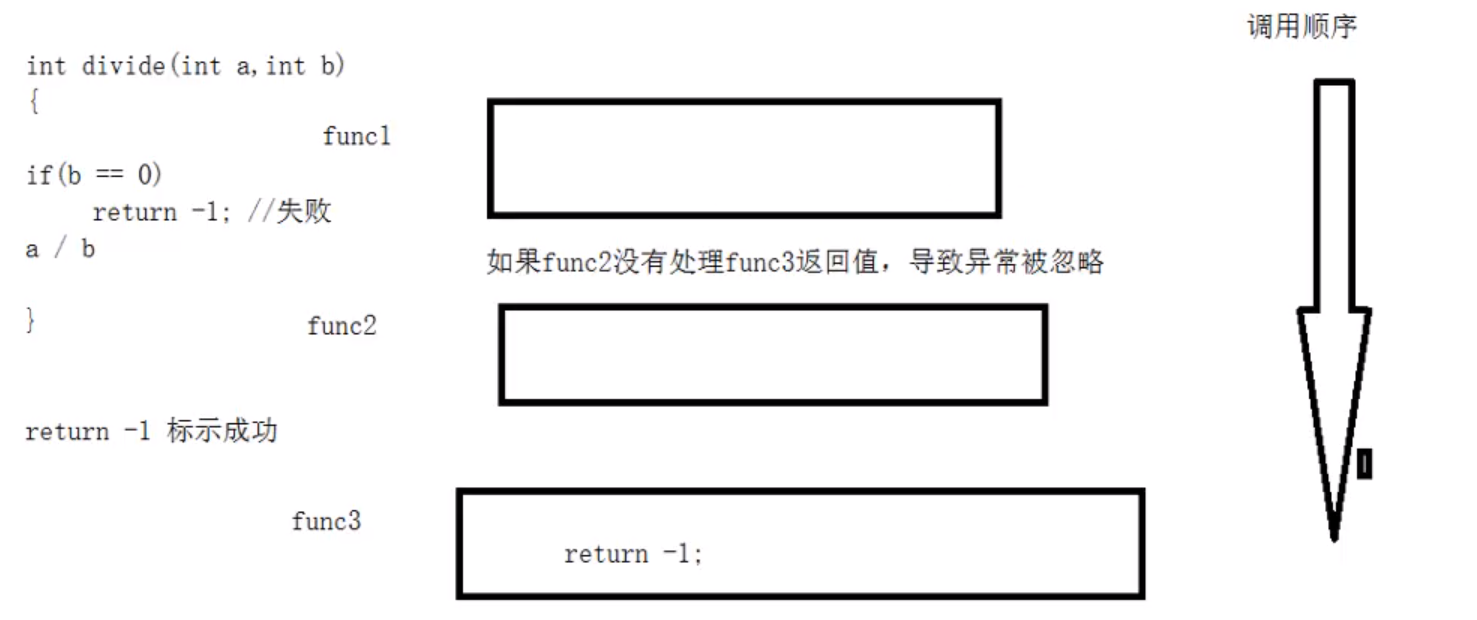 调用顺序
int divide(int a,int b)
{
func1
if(b == 0)
return -1; //失败
a / b
如果func2没有处理func3返回值，导致异常被忽略
}
func2
return -1 标示成功
func3
return -1;